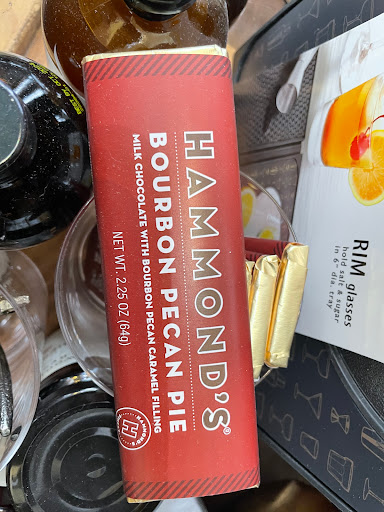 HAMMOND'S®
BOURBON PECAN PIE
MILK CHOCOLATE WITH BOURBON PECAN CARAMEL FILLING
NET WT. 2.25 OZ (64g)
HAMMOND'S
H
RIM glasses
hold salt & sugar
in 6"
dia. tray